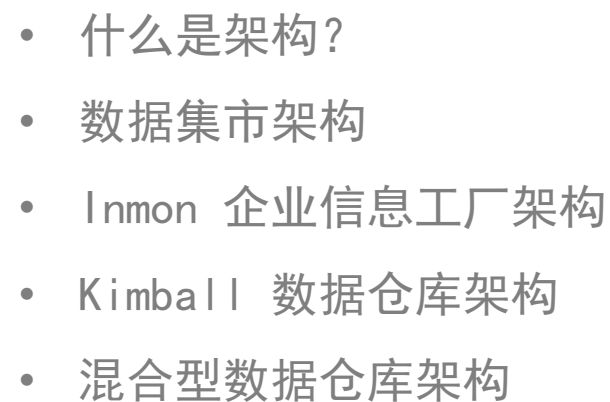 • 什么是架构?
• 数据集市架构
• Inmon 企业信息工厂架构
• Kimball 数据仓库架构
• 混合型数据仓库架构